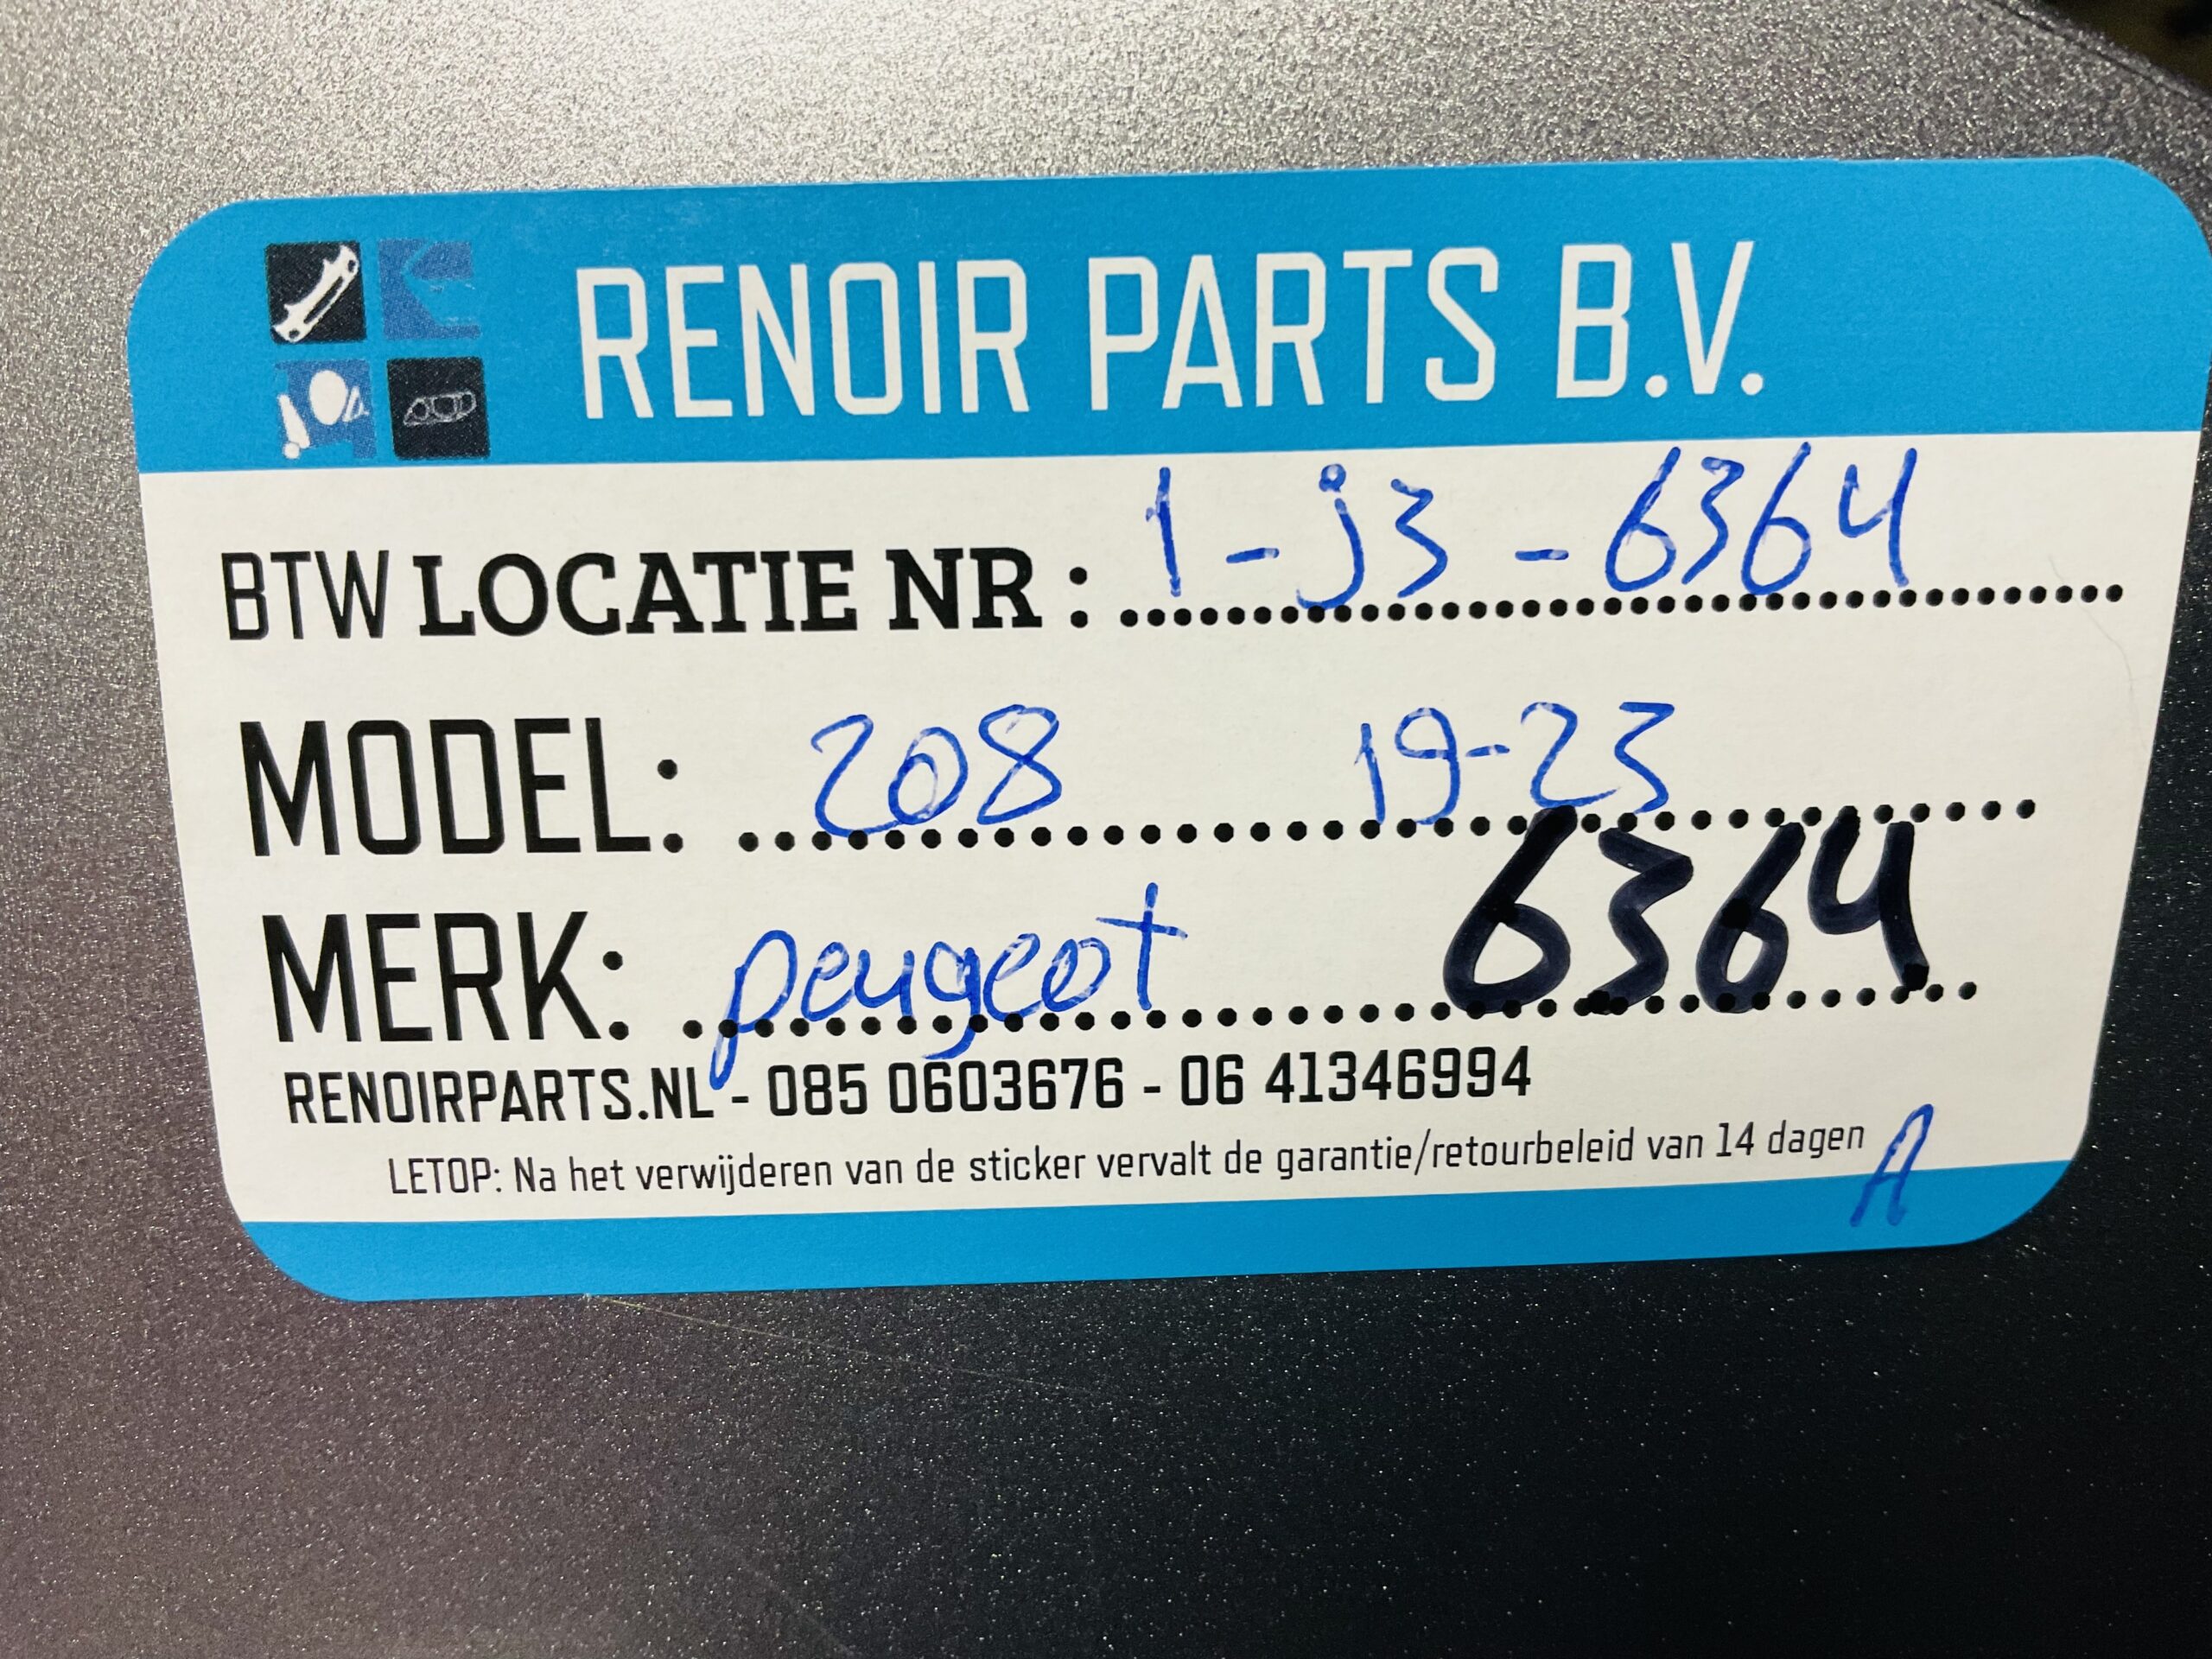 RENOIR PARTS B.V.
BTW LOCATIE NR : 1 - j3 - 6364
MODEL: 208 19-23
MERK: peugeot 6364
RENOIRPARTS.NL - 085 0603676 - 06 41346994
LETOP: Na het verwijderen van de sticker vervalt de garantie/retourbeleid van 14 dagen
A